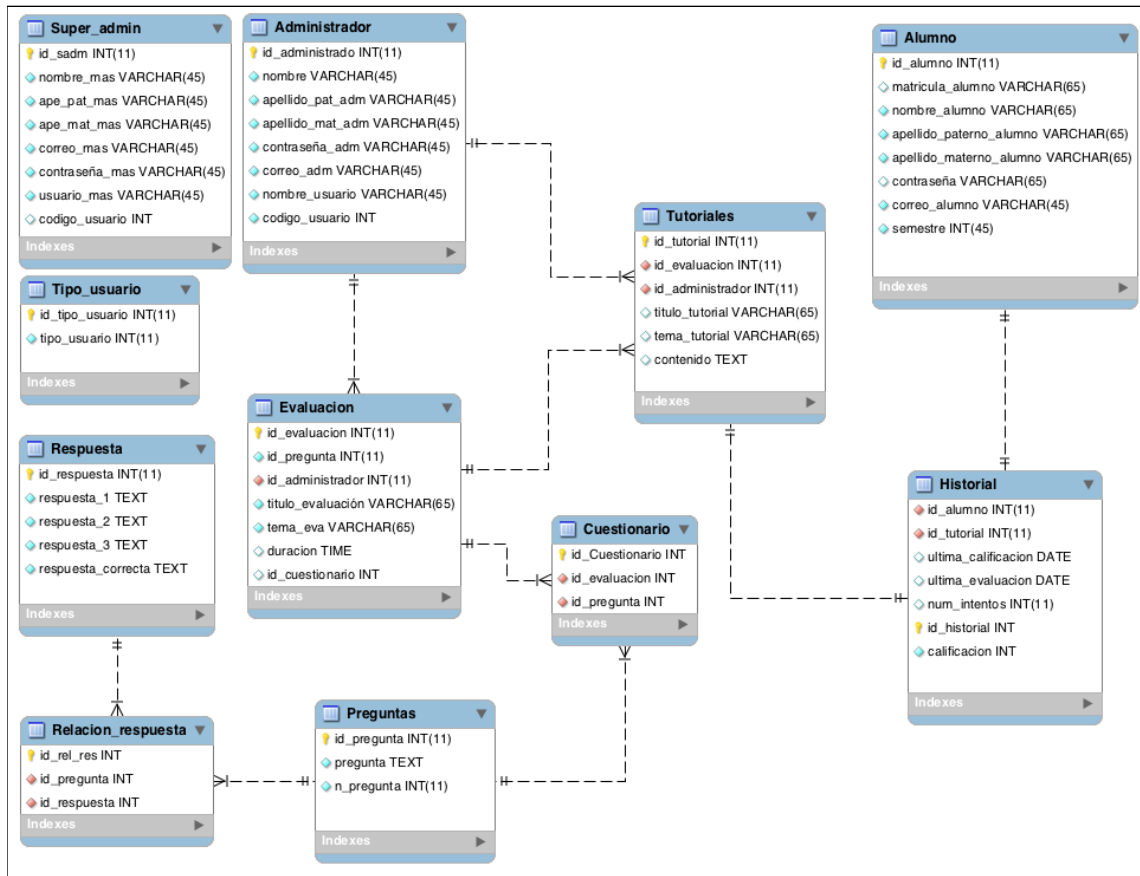 Super_admin
id_sadm INT(11)
nombre_mas VARCHAR(45)
ape_pat_mas VARCHAR(45)
ape_mat_mas VARCHAR(45)
correo_mas VARCHAR(45)
contraseña_mas VARCHAR(45)
usuario_mas VARCHAR(45)
codigo_usuario INT
Indexes
Administrador
id_administrado INT(11)
nombre VARCHAR(45)
apellido_pat_adm VARCHAR(45)
apellido_mat_adm VARCHAR(45)
contraseña_adm VARCHAR(45)
correo_adm VARCHAR(45)
nombre_usuario VARCHAR(45)
codigo_usuario INT
Indexes
Alumno
id_alumno INT(11)
matricula_alumno VARCHAR(65)
nombre_alumno VARCHAR(65)
apellido_paterno_alumno VARCHAR(65)
apellido_materno_alumno VARCHAR(65)
contraseña VARCHAR(65)
correo_alumno VARCHAR(45)
semestre INT(45)
Indexes
Tutoriales
id_tutorial INT(11)
id_evaluacion INT(11)
id_administrador INT(11)
titulo_tutorial VARCHAR(65)
tema_tutorial VARCHAR(65)
contenido TEXT
Indexes
Tipo_usuario
id_tipo_usuario INT(11)
tipo_usuario INT(11)
Indexes
Evaluacion
id_evaluacion INT(11)
id_pregunta INT(11)
id_administrador INT(11)
titulo_evaluación VARCHAR(65)
tema_eva VARCHAR(65)
duracion TIME
id_cuestionario INT
Indexes
Respuesta
id_respuesta INT(11)
respuesta_1 TEXT
respuesta_2 TEXT
respuesta_3 TEXT
respuesta_correcta TEXT
Indexes
Cuestionario
id_Cuestionario INT
id_evaluacion INT
id_pregunta INT
Indexes
Historial
id_alumno INT(11)
id_tutorial INT(11)
ultima_calificacion DATE
ultima_evaluacion DATE
num_intentos INT(11)
id_historial INT
calificacion INT
Indexes
Relacion_respuesta
id_rel_res INT
id_pregunta INT
id_respuesta INT
Indexes
Preguntas
id_pregunta INT(11)
pregunta TEXT
n_pregunta INT(11)
Indexes